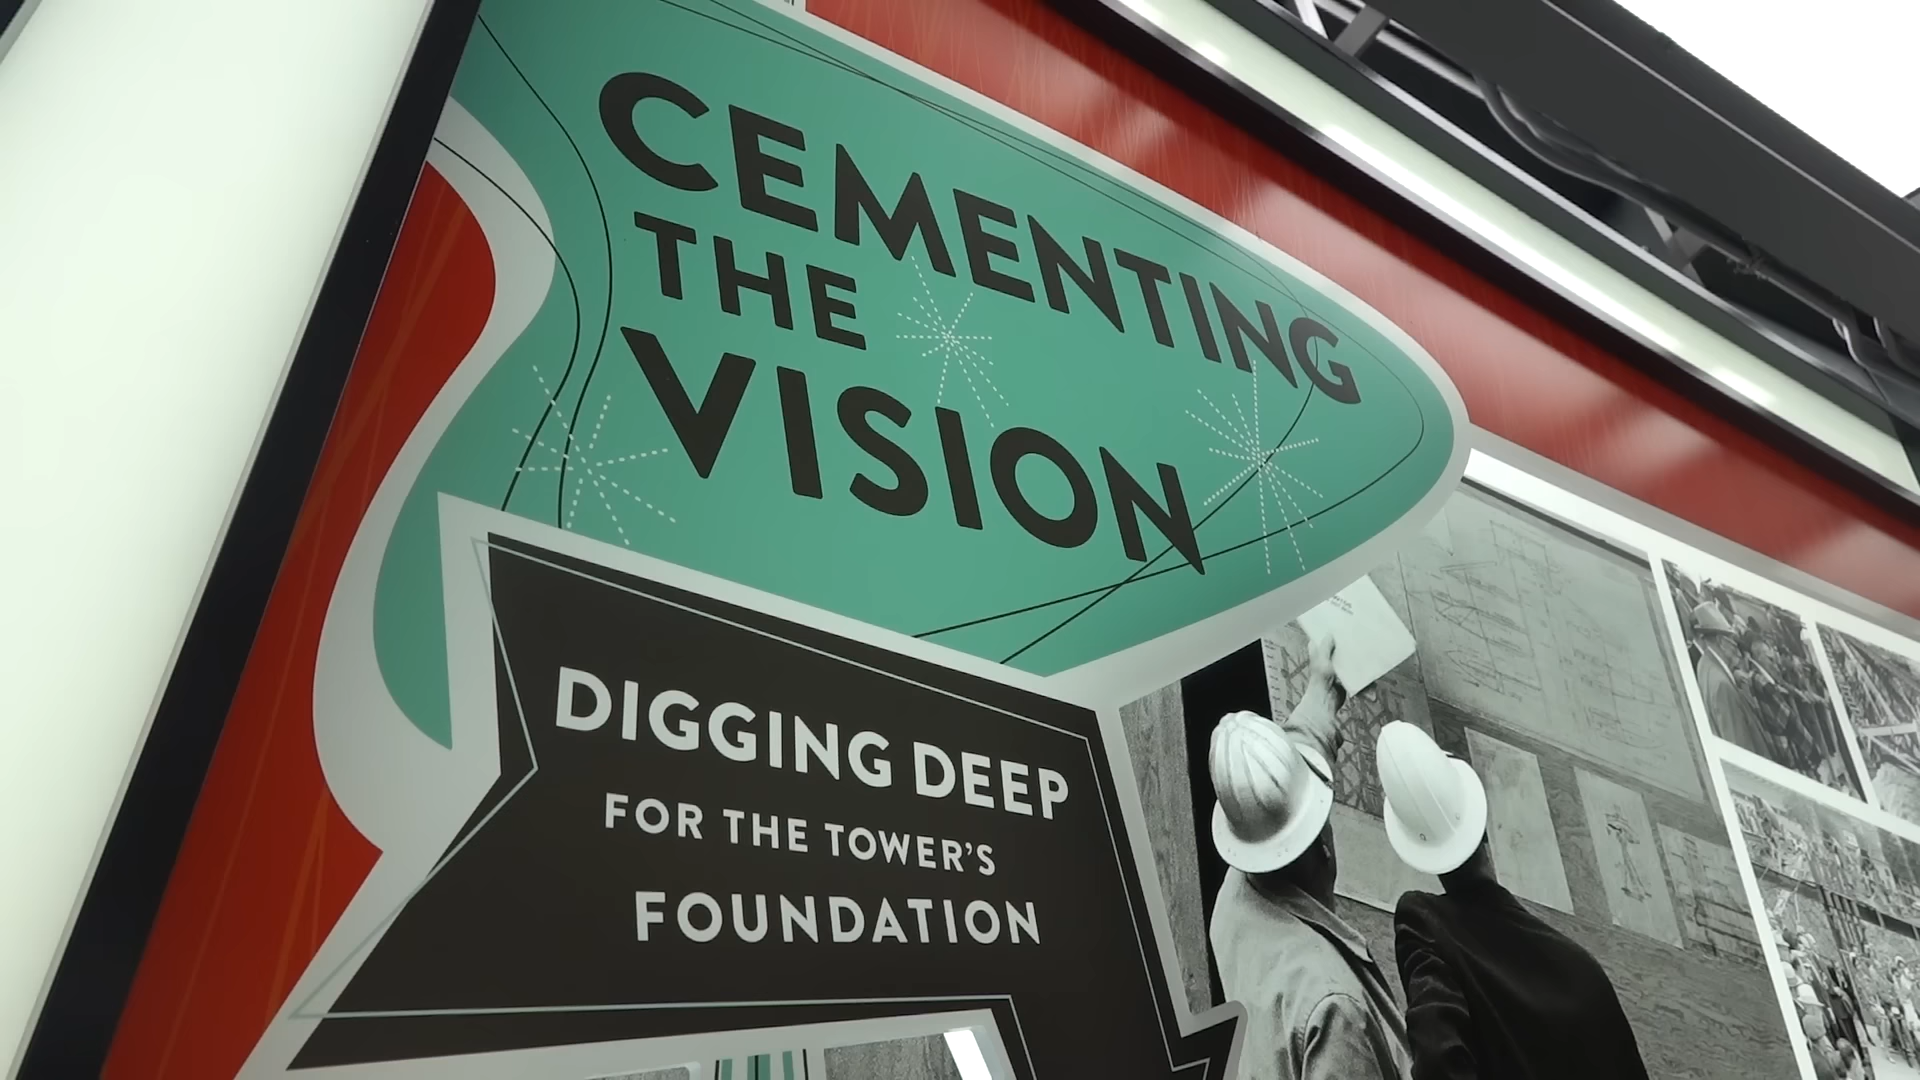 CEMENTING
THE
VISION
DIGGING DEEP
FOR THE TOWER'S
FOUNDATION